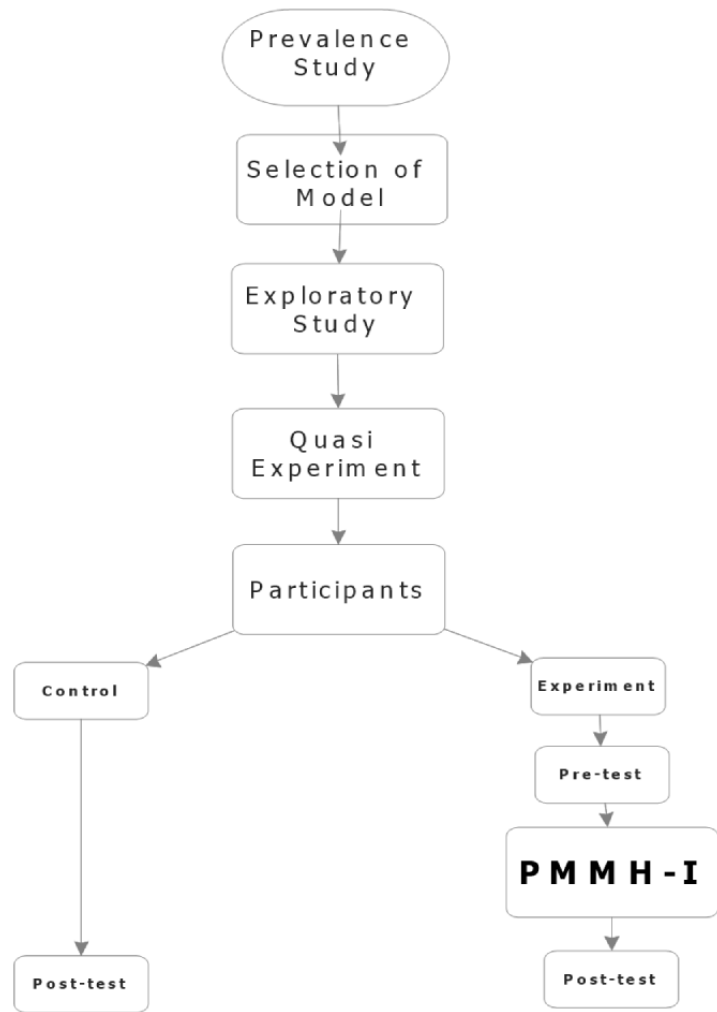 Prevalence
Study
Selection of
Model
Exploratory
Study
Quasi
Experiment
Participants
Control
Experiment
Pre-test
PMMH-I
Post-test
Post-test